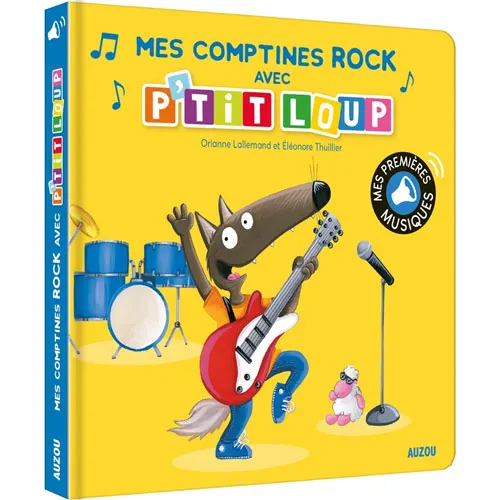 MES COMPTINES ROCK
AVEC
P'TIT LOUP
Orianne Lallemand et Éléonore Thuillier
MES PREMIÈRES
MUSIQUES
AUZOU
MES COMPTINES ROCK AVEC P'TIT LOUP
AUZOU